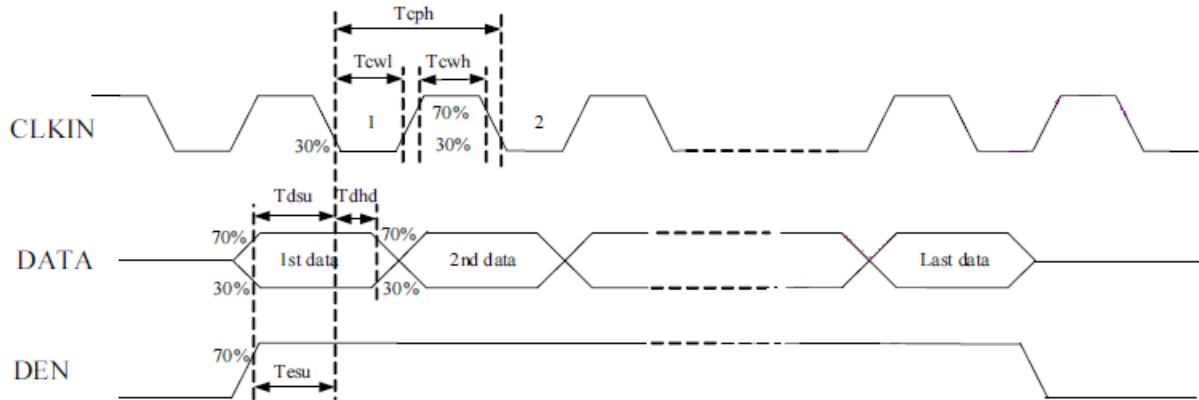 Tcph
Tcwl Tcwh
CLKIN 30% 1 70% 30% 2
Tdsu Tdhd
DATA 70% 30% 1st data 70% 30% 2nd data Last data
DEN 70% Tesu